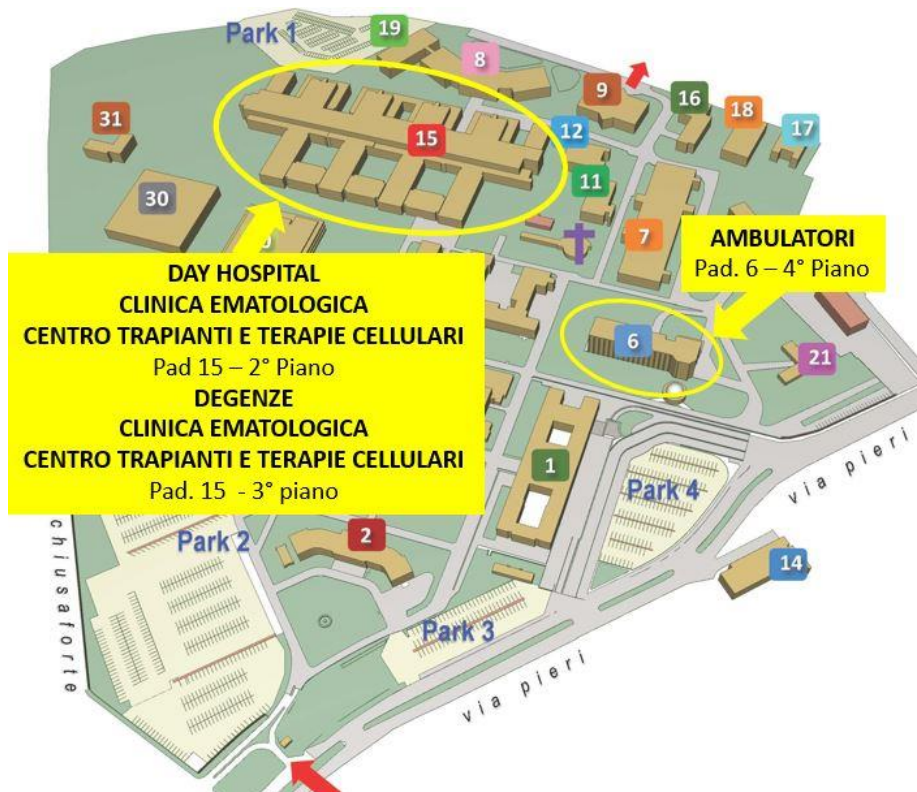 Park 1
19
8
9
16
18
17
31
15
12
11
30
7
AMBULATORI
Pad. 6 – 4° Piano
DAY HOSPITAL
CLINICA EMATOLOGICA
CENTRO TRAPIANTI E TERAPIE CELLULARI
Pad 15 – 2° Piano
DEGENZE
CLINICA EMATOLOGICA
CENTRO TRAPIANTI E TERAPIE CELLULARI
Pad. 15 - 3° piano
6
21
1
Park 4
via pieri
Park 2
2
14
chiusaforte
Park 3
via pieri